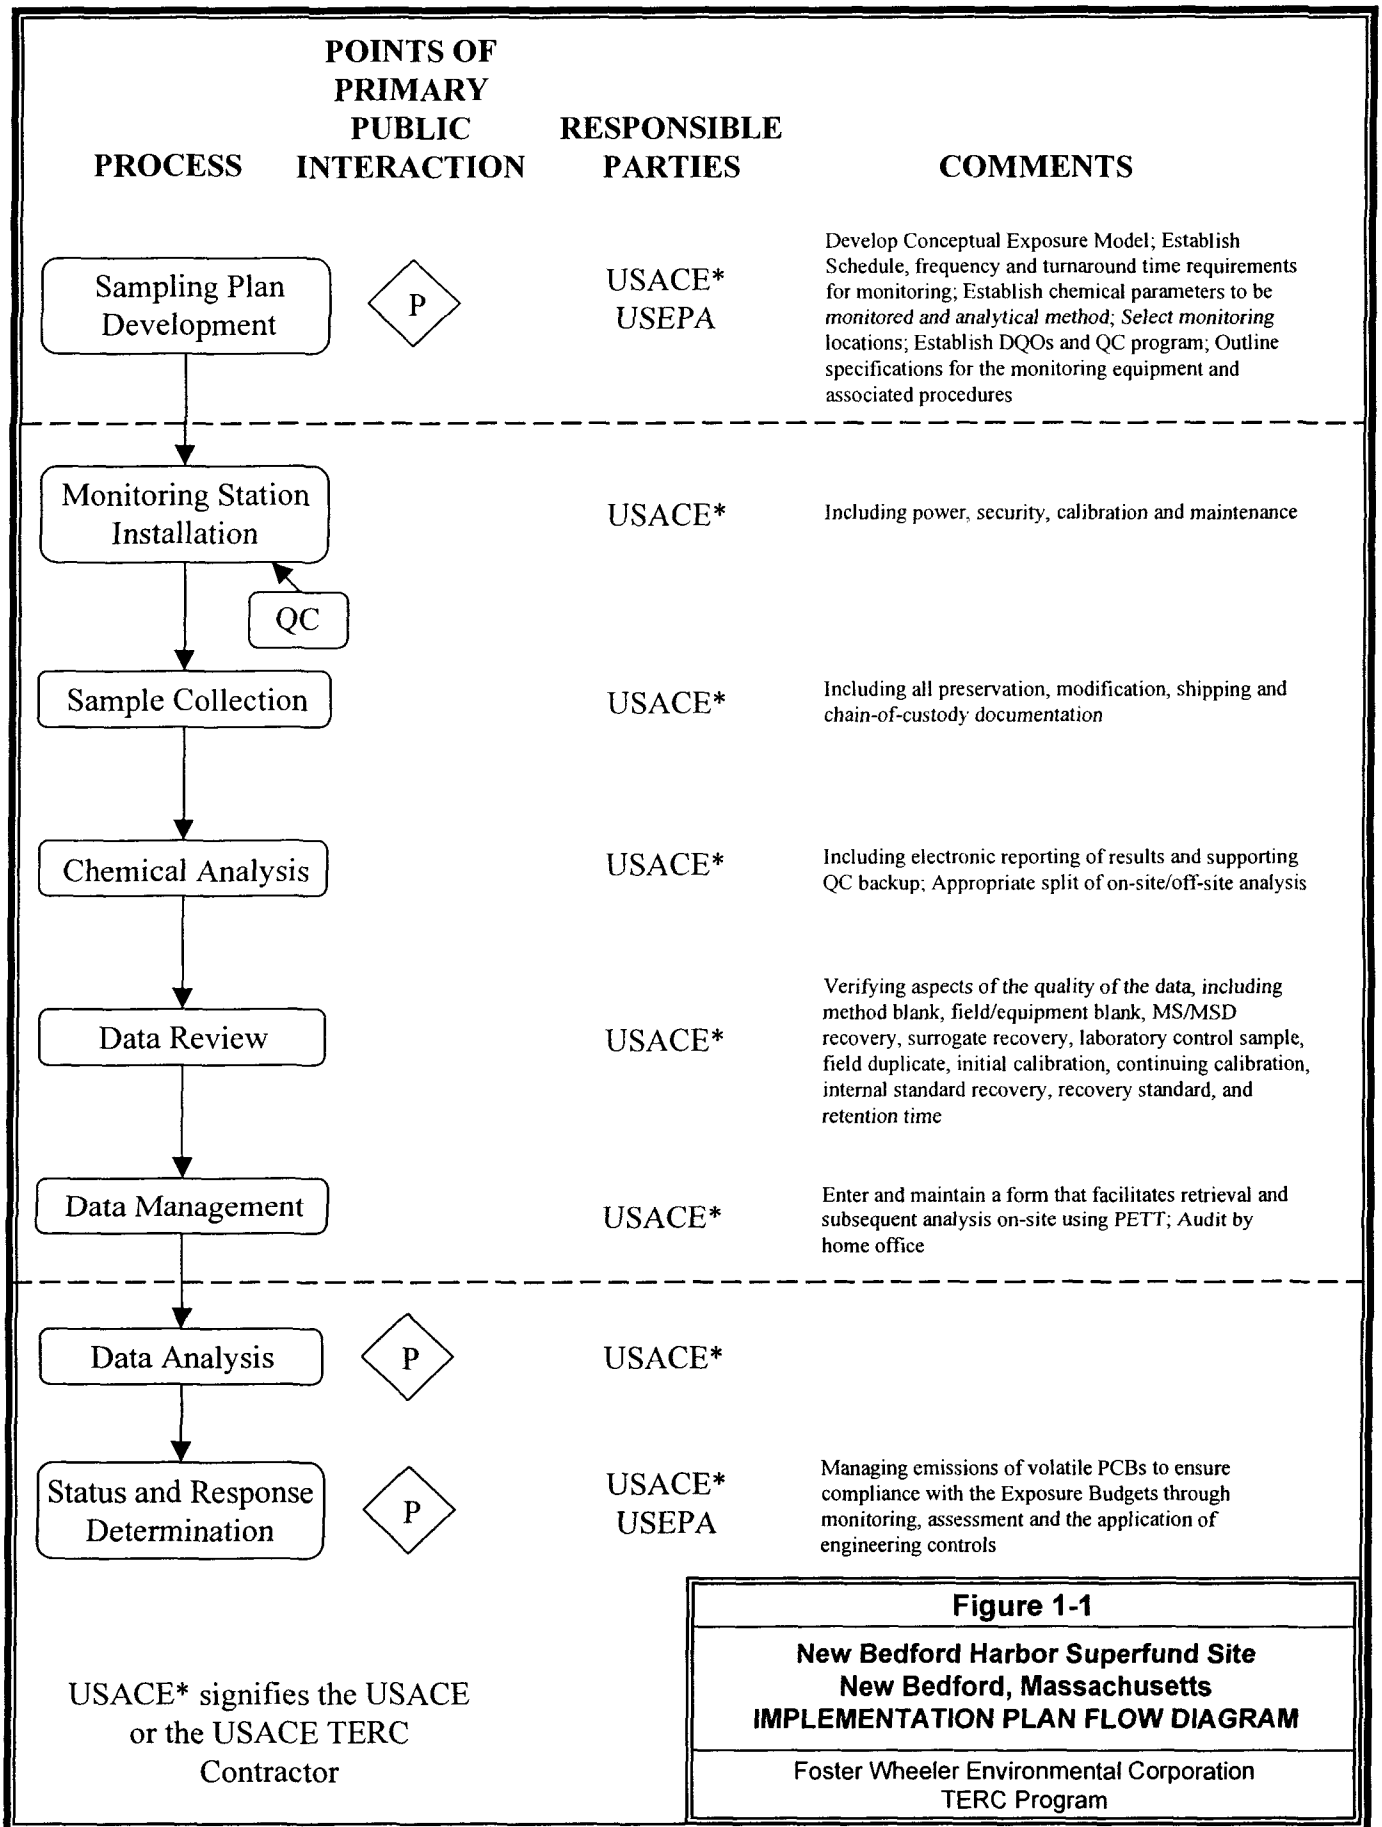 POINTS OF
PRIMARY
PUBLIC
INTERACTION
PROCESS
RESPONSIBLE
PARTIES
COMMENTS
Sampling Plan
Development
P
USACE*
USEPA
Develop Conceptual Exposure Model; Establish
Schedule, frequency and turnaround time requirements
for monitoring; Establish chemical parameters to be
monitored and analytical method; Select monitoring
locations; Establish DQOs and QC program; Outline
specifications for the monitoring equipment and
associated procedures
Monitoring Station
Installation
USACE*
Including power, security, calibration and maintenance
QC
Sample Collection
USACE*
Including all preservation, modification, shipping and
chain-of-custody documentation
Chemical Analysis
USACE*
Including electronic reporting of results and supporting
QC backup; Appropriate split of on-site/off-site analysis
Data Review
USACE*
Verifying aspects of the quality of the data, including
method blank, field/equipment blank, MS/MSD
recovery, surrogate recovery, laboratory control sample,
field duplicate, initial calibration, continuing calibration,
internal standard recovery, recovery standard, and
retention time
Data Management
USACE*
Enter and maintain a form that facilitates retrieval and
subsequent analysis on-site using PETT; Audit by
home office
Data Analysis
P
USACE*
Status and Response
Determination
P
USACE*
USEPA
Managing emissions of volatile PCBs to ensure
compliance with the Exposure Budgets through
monitoring, assessment and the application of
engineering controls
USACE* signifies the USACE
or the USACE TERC
Contractor
Figure 1-1
New Bedford Harbor Superfund Site
New Bedford, Massachusetts
IMPLEMENTATION PLAN FLOW DIAGRAM
Foster Wheeler Environmental Corporation
TERC Program